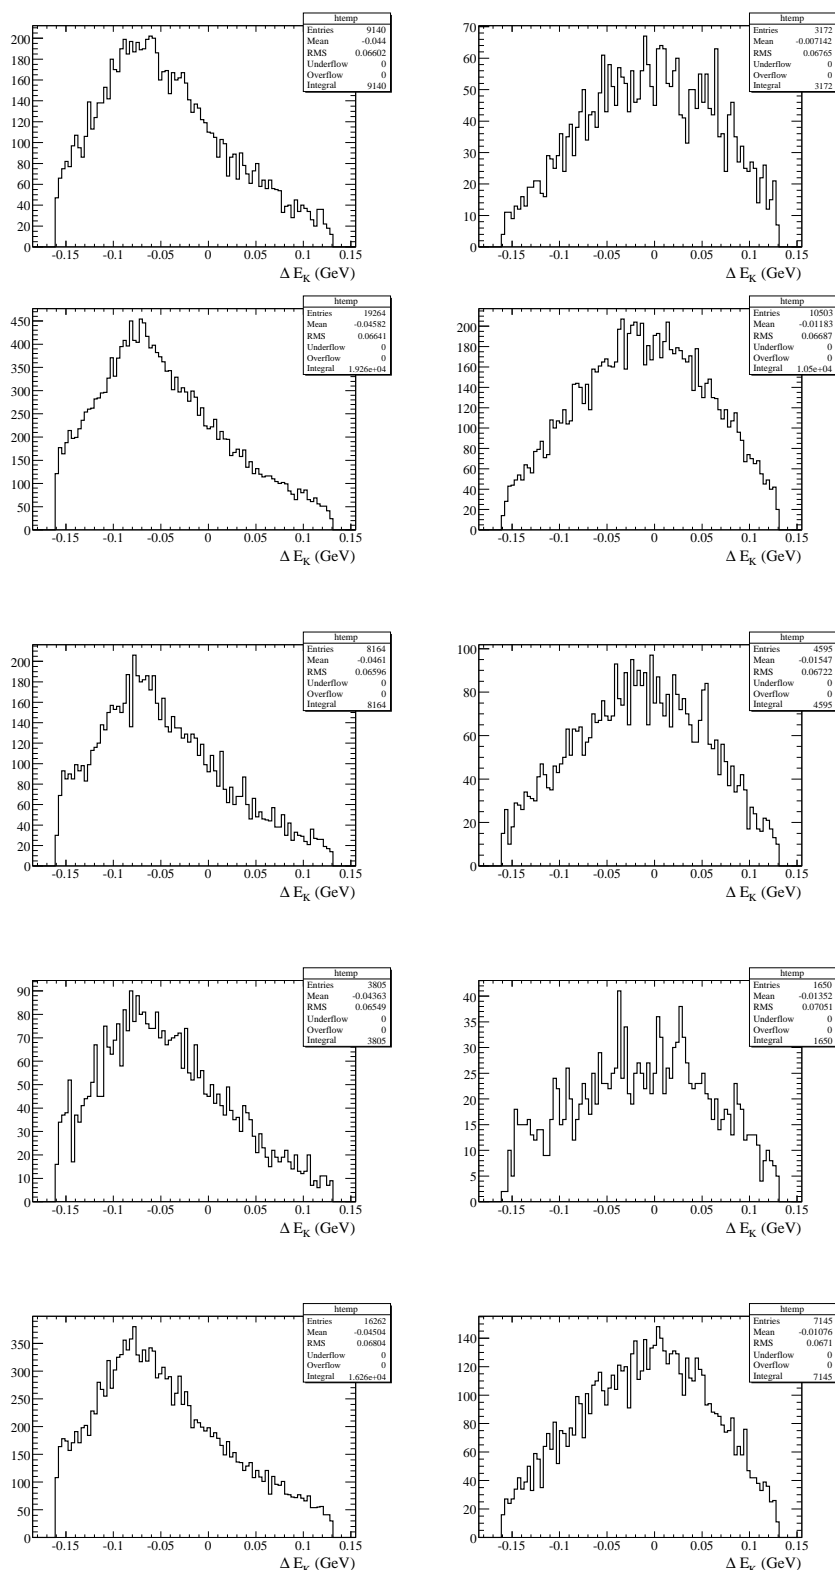 htemp
Entries 9140
Mean -0.044
RMS 0.06602
Underflow 0
Overflow 0
Integral 9140
200
180
160
140
120
100
80
60
40
20
0
-0.15 -0.1 -0.05 0 0.05 0.1 0.15
Δ E_K (GeV)
htemp
Entries 3172
Mean -0.007142
RMS 0.06765
Underflow 0
Overflow 0
Integral 3172
70
60
50
40
30
20
10
0
-0.15 -0.1 -0.05 0 0.05 0.1 0.15
Δ E_K (GeV)
htemp
Entries 19264
Mean -0.04582
RMS 0.06641
Underflow 0
Overflow 0
Integral 1.926e+04
450
400
350
300
250
200
150
100
50
0
-0.15 -0.1 -0.05 0 0.05 0.1 0.15
Δ E_K (GeV)
htemp
Entries 10503
Mean -0.01183
RMS 0.06687
Underflow 0
Overflow 0
Integral 1.05e+04
200
180
160
140
120
100
80
60
40
20
0
-0.15 -0.1 -0.05 0 0.05 0.1 0.15
Δ E_K (GeV)
htemp
Entries 8164
Mean -0.0461
RMS 0.06596
Underflow 0
Overflow 0
Integral 8164
200
180
160
140
120
100
80
60
40
20
0
-0.15 -0.1 -0.05 0 0.05 0.1 0.15
Δ E_K (GeV)
htemp
Entries 4595
Mean -0.01547
RMS 0.06722
Underflow 0
Overflow 0
Integral 4595
100
80
60
40
20
0
-0.15 -0.1 -0.05 0 0.05 0.1 0.15
Δ E_K (GeV)
htemp
Entries 3805
Mean -0.04363
RMS 0.06549
Underflow 0
Overflow 0
Integral 3805
90
80
70
60
50
40
30
20
10
0
-0.15 -0.1 -0.05 0 0.05 0.1 0.15
Δ E_K (GeV)
htemp
Entries 1650
Mean -0.01352
RMS 0.07051
Underflow 0
Overflow 0
Integral 1650
40
35
30
25
20
15
10
5
0
-0.15 -0.1 -0.05 0 0.05 0.1 0.15
Δ E_K (GeV)
htemp
Entries 16262
Mean -0.04504
RMS 0.06804
Underflow 0
Overflow 0
Integral 1.626e+04
350
300
250
200
150
100
50
0
-0.15 -0.1 -0.05 0 0.05 0.1 0.15
Δ E_K (GeV)
htemp
Entries 7145
Mean -0.01076
RMS 0.0671
Underflow 0
Overflow 0
Integral 7145
140
120
100
80
60
40
20
0
-0.15 -0.1 -0.05 0 0.05 0.1 0.15
Δ E_K (GeV)